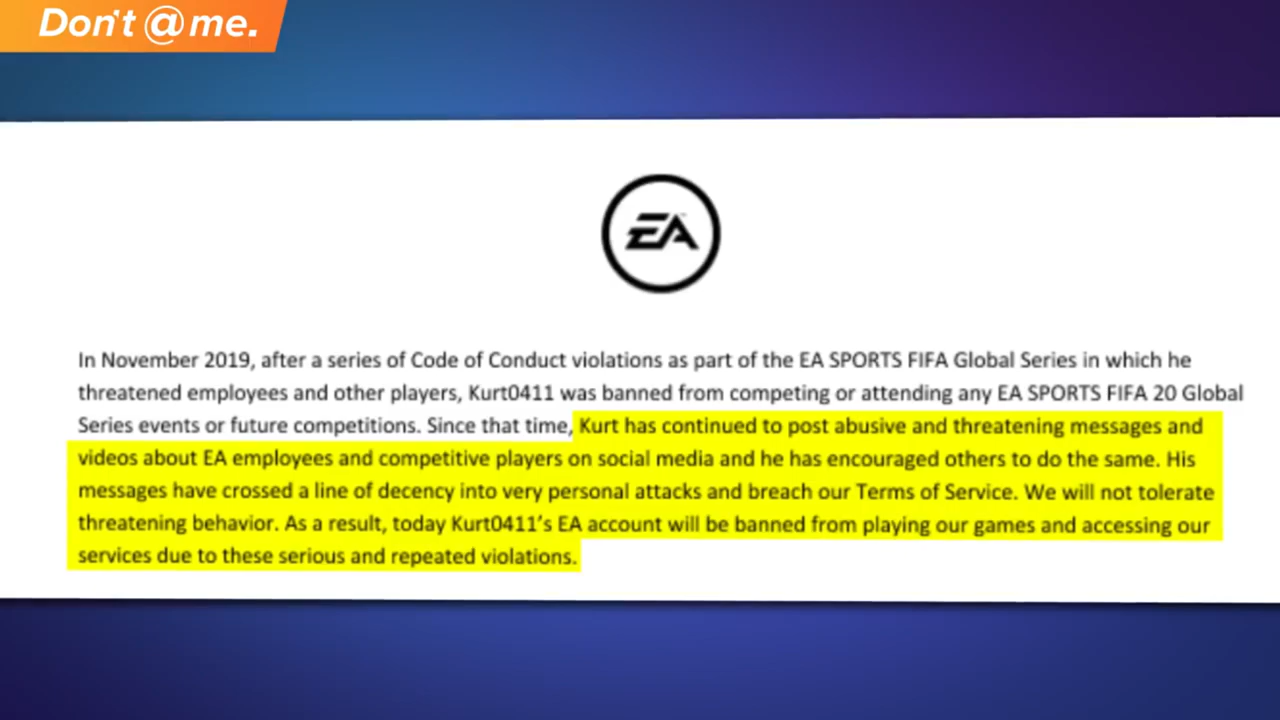 Don't @ me.
EA
In November 2019, after a series of Code of Conduct violations as part of the EA SPORTS FIFA Global Series in which he
threatened employees and other players, Kurt0411 was banned from competing or attending any EA SPORTS FIFA 20 Global
Series events or future competitions. Since that time, Kurt has continued to post abusive and threatening messages and
videos about EA employees and competitive players on social media and he has encouraged others to do the same. His
messages have crossed a line of decency into very personal attacks and breach our Terms of Service. We will not tolerate
threatening behavior. As a result, today Kurt0411’s EA account will be banned from playing our games and accessing our
services due to these serious and repeated violations.